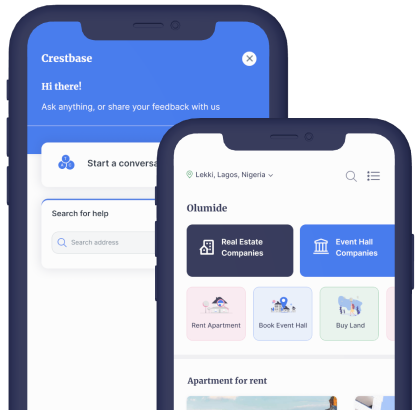 Crestbase
Hi there!
Ask anything, or share your feedback with us
Start a conversa
Search for help
Search address
Lekki, Lagos, Nigeria
Olumide
Real Estate
Companies
Event Hall
Companies
Rent Apartment
Book Event Hall
Buy Land
Apartment for rent